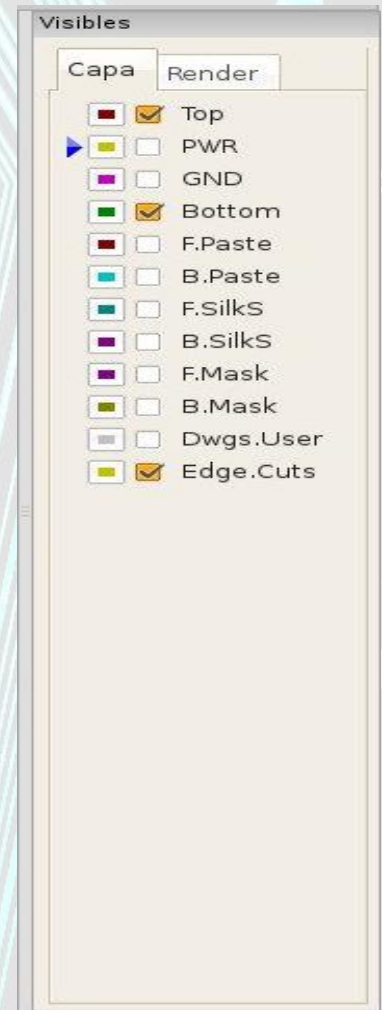 Visibles
Capa Render
Top
PWR
GND
Bottom
F.Paste
B.Paste
F.SilkS
B.SilkS
F.Mask
B.Mask
Dwgs.User
Edge.Cuts